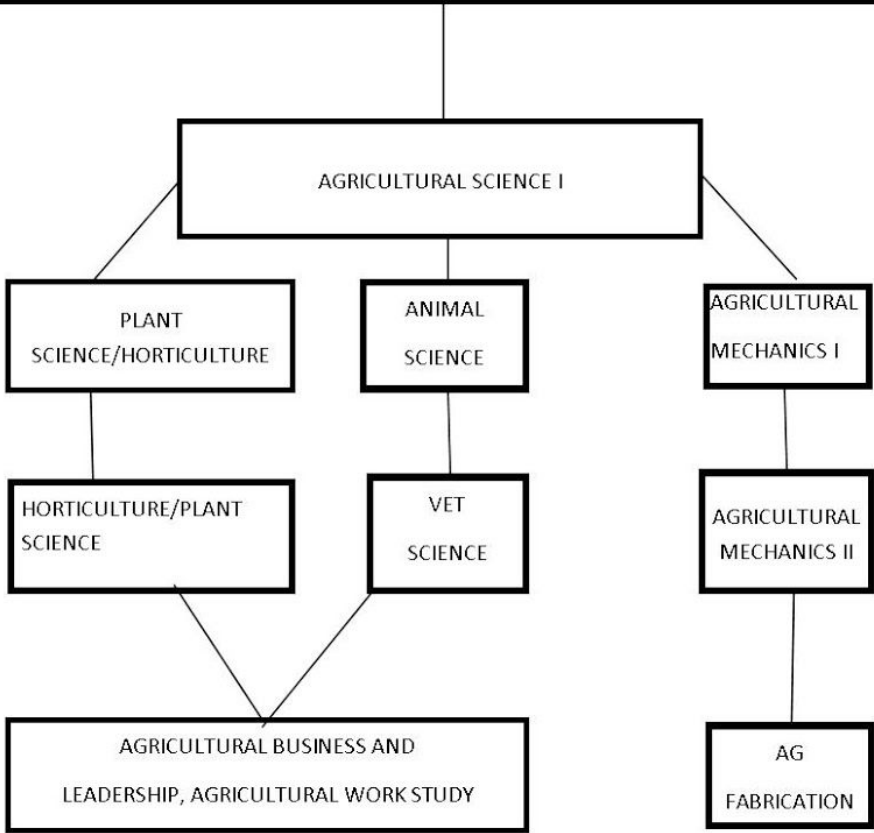 AGRICULTURAL SCIENCE I
PLANT
SCIENCE/HORTICULTURE
ANIMAL
SCIENCE
AGRICULTURAL
MECHANICS I
HORTICULTURE/PLANT
SCIENCE
VET
SCIENCE
AGRICULTURAL
MECHANICS II
AGRICULTURAL BUSINESS AND
LEADERSHIP, AGRICULTURAL WORK STUDY
AG
FABRICATION